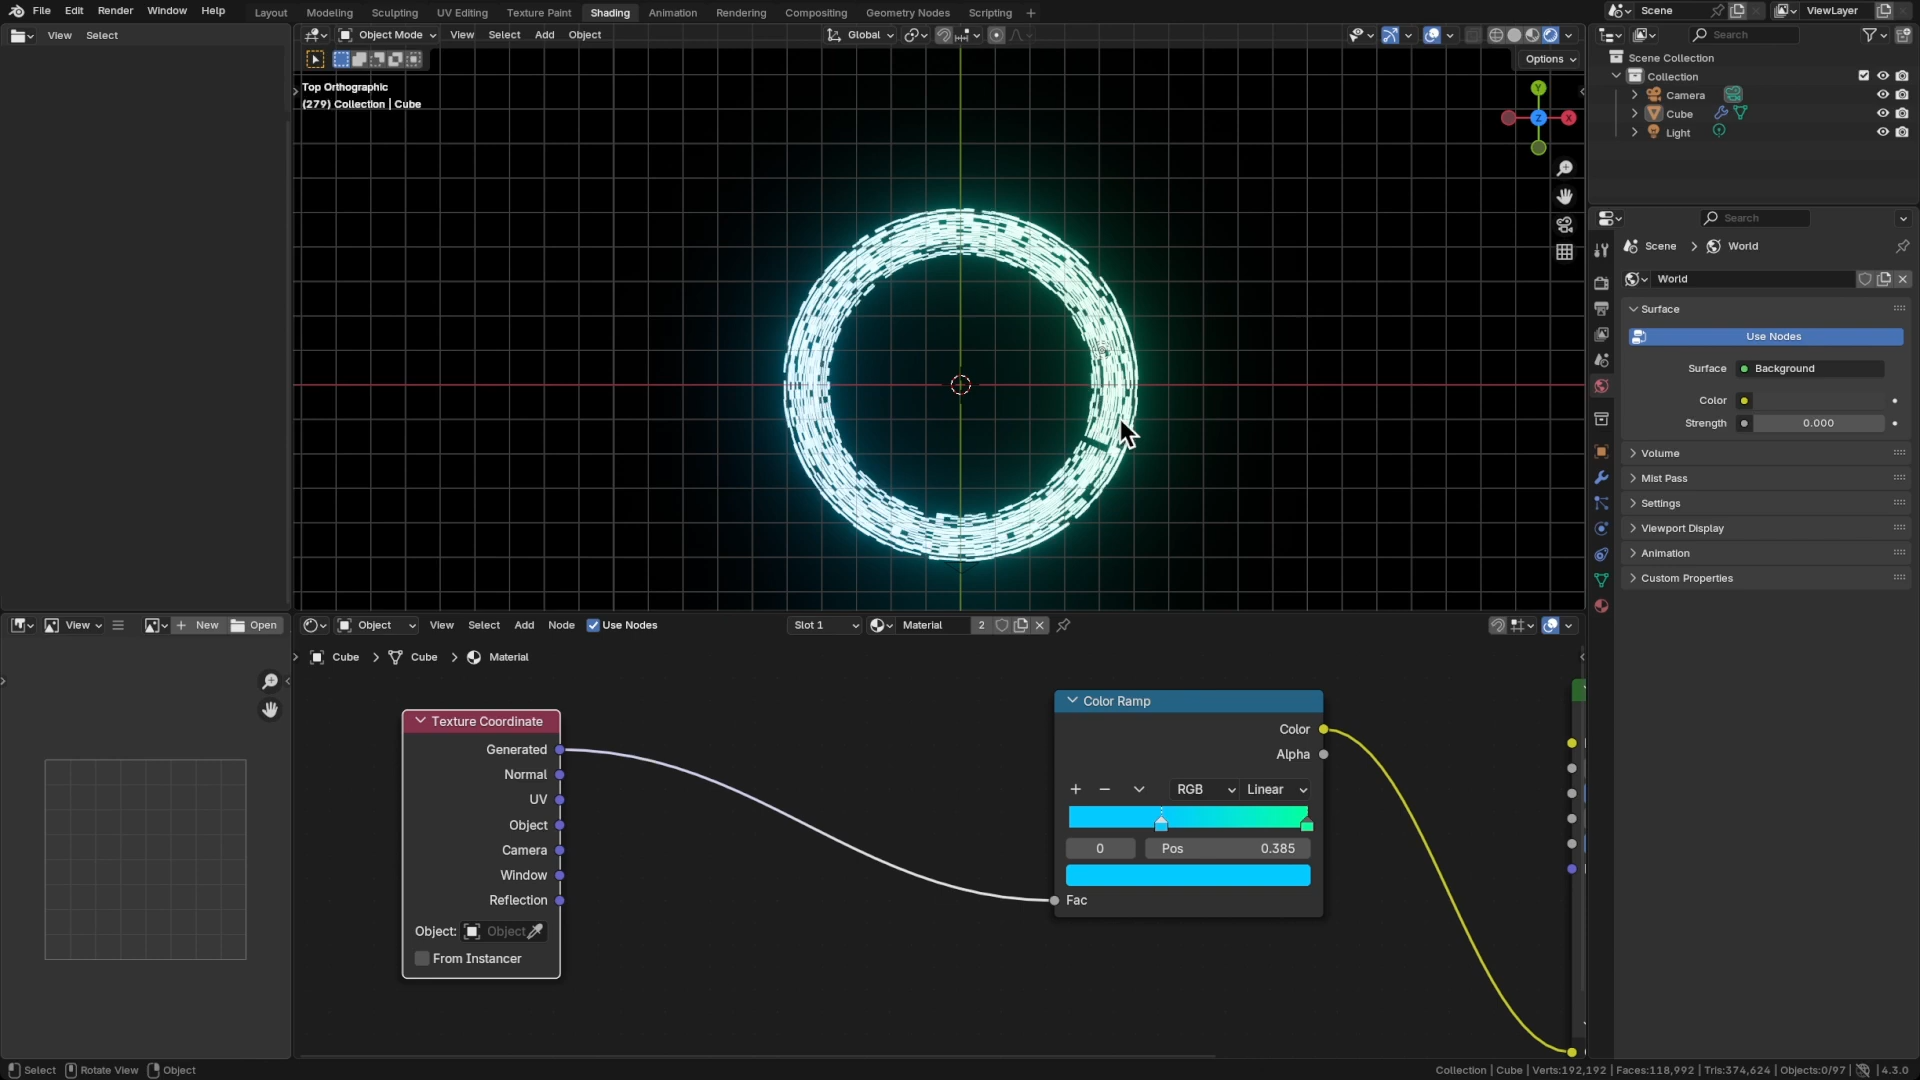 File Edit Render Window Help Layout Modeling Sculpting UV Editing Texture Paint Shading Animation Rendering Compositing Geometry Nodes Scripting + Scene ViewLayer
View Select
Object Mode View Select Add Object Global
Search
Options
Top Orthographic
(279) Collection | Cube
Y
Z
X
Scene Collection
Collection
Camera
Cube
Light
Search
Scene > World
World
Surface
Use Nodes
Surface Background
Color
Strength 0.000
Volume
Mist Pass
Settings
Viewport Display
Animation
Custom Properties
View + New Open
Object View Select Add Node Use Nodes Slot 1 Material 2
Cube > Cube > Material
Texture Coordinate
Generated
Normal
UV
Object
Camera
Window
Reflection
Object: Object
From Instancer
Color Ramp
Color
Alpha
+ − RGB Linear
0 Pos 0.385
Fac
Select Rotate View Object
Collection | Cube | Verts:192,192 | Faces:118,992 | Tris:374,624 | Objects:0/97 | 4.3.0